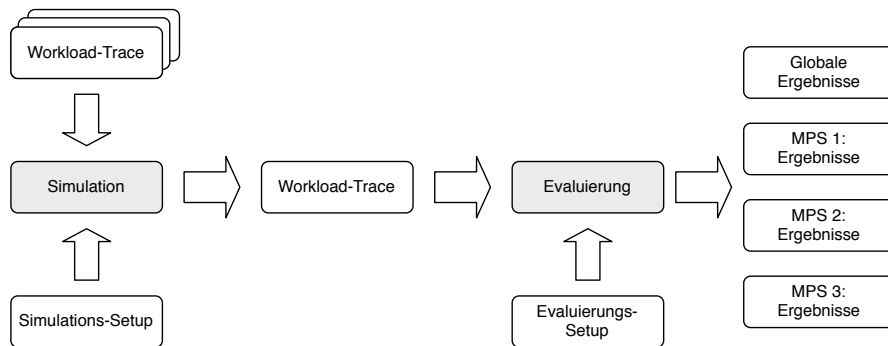 Workload-Trace
Globale
Ergebnisse
MPS 1:
Ergebnisse
Simulation
Workload-Trace
Evaluierung
MPS 2:
Ergebnisse
Simulations-Setup
Evaluierungs-
Setup
MPS 3:
Ergebnisse